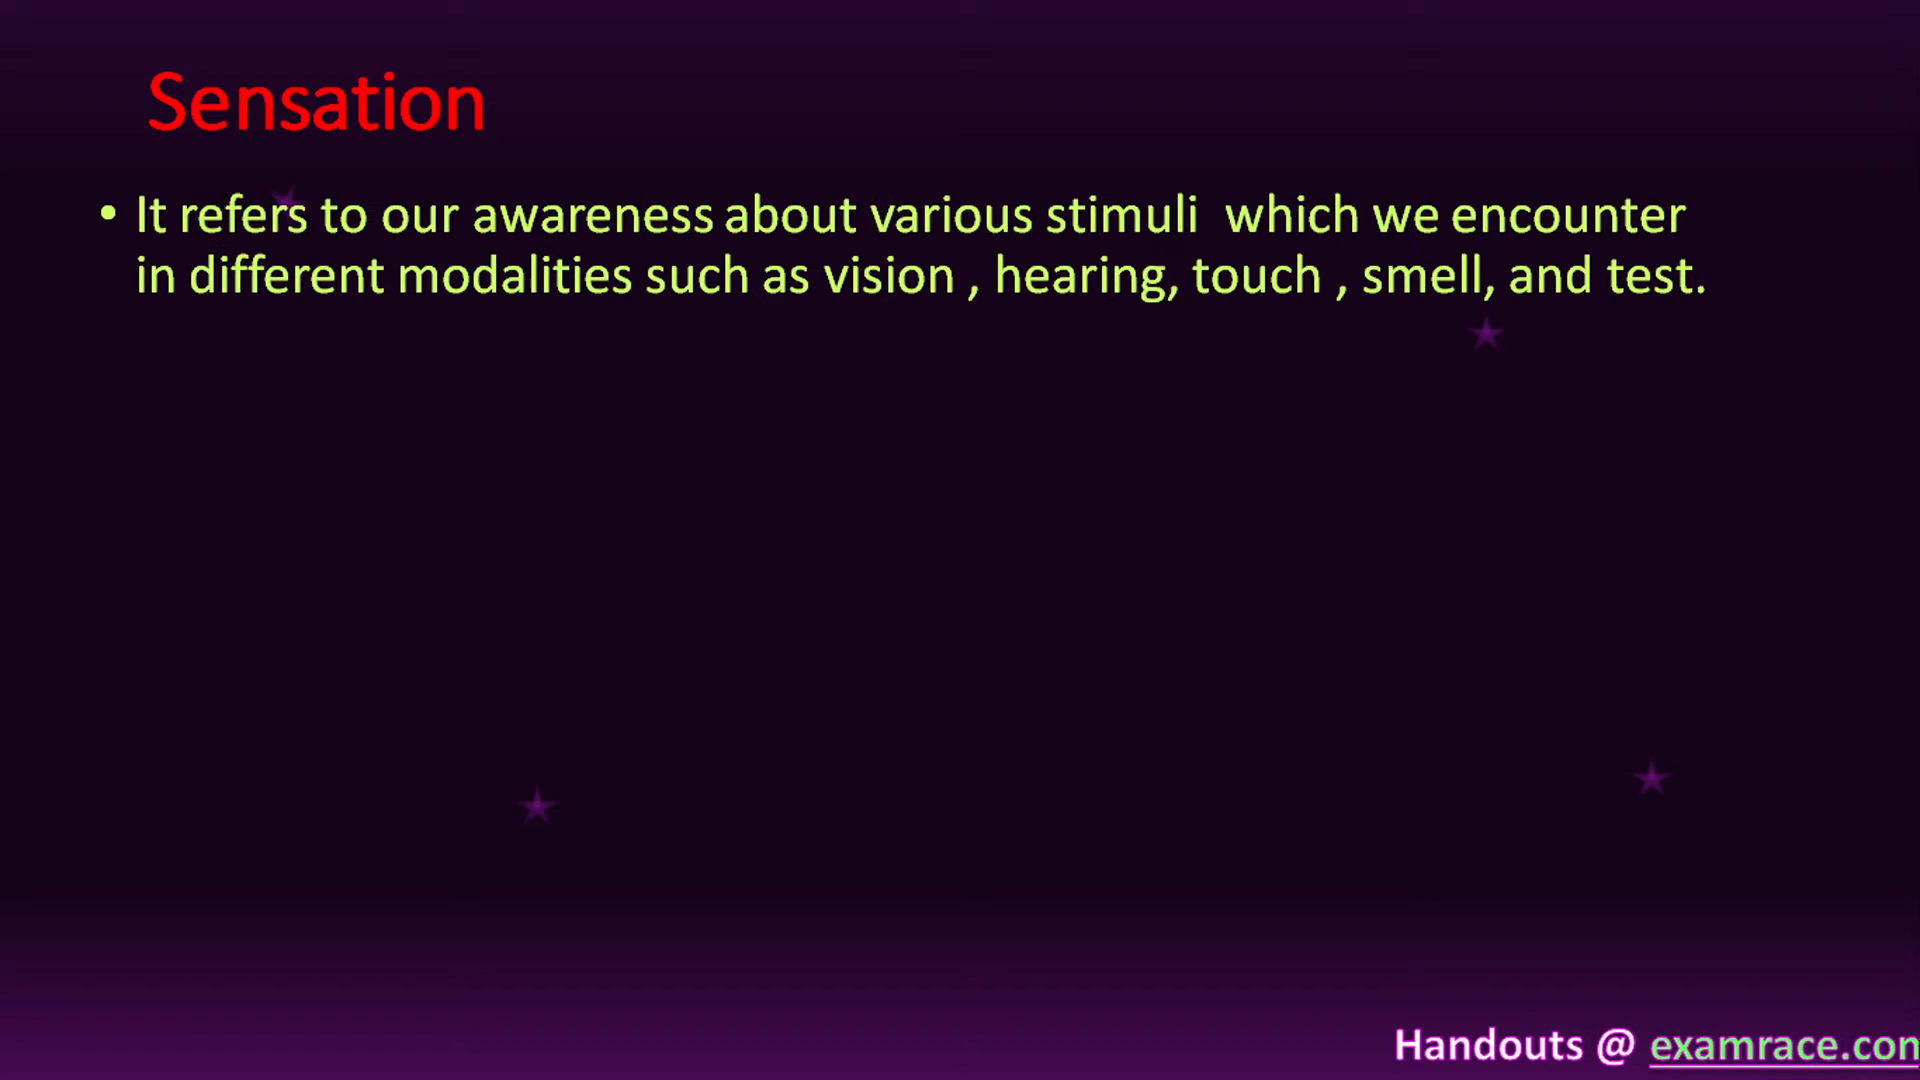 Sensation
• It refers to our awareness about various stimuli  which we encounter
in different modalities such as vision , hearing, touch , smell, and test.
Handouts @ examrace.con